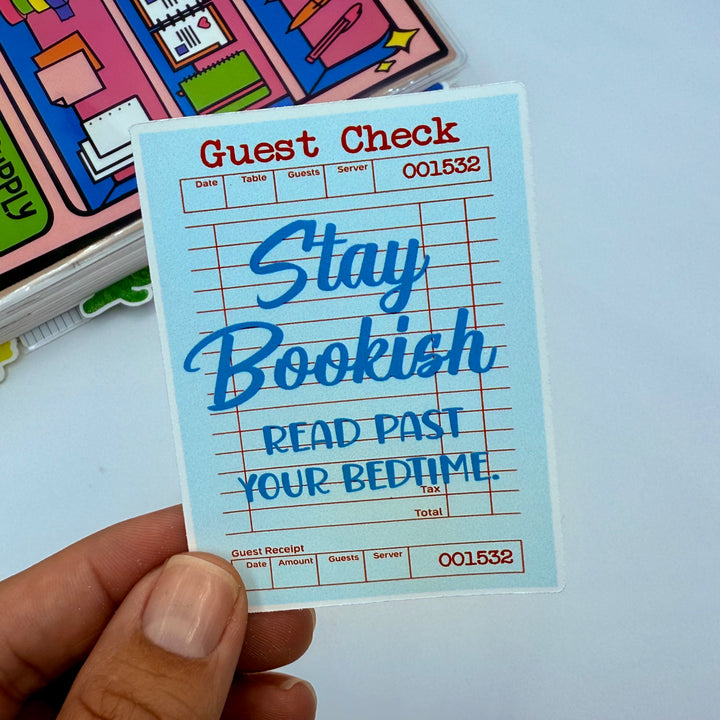 UPPLY
Guest Check
Date Table Guests Server 001532
Stay
Bookish
READ PAST
YOUR BEDTIME.
Tax
Total
Guest Receipt
Date Amount Guests Server 001532